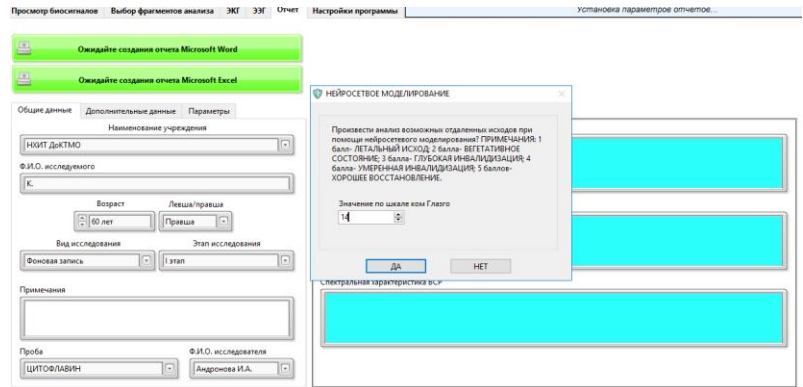 Просмотр биосигналов Выбор фрагментов анализа ЭКГ ЭЭГ Отчет Настройки программы Установка параметров отчетов...
Ожидайте создания отчета Microsoft Word
Ожидайте создания отчета Microsoft Excel
Общие данные Дополнительные данные Параметры
Наименование учреждения
НХИТ ДоКТМО
Ф.И.О. исследуемого
К.
Возраст Левша/правша
60 лет Правша
Вид исследования Этап исследования
Фоновая запись I этап
Примечания
Проба Ф.И.О. исследователя
ЦИТОФЛАВИН Андронова И.А.
НЕЙРОСЕТВОЕ МОДЕЛИРОВАНИЕ
Произвести анализ возможных отдаленных исходов при
помощи нейросетвого моделирования? ПРИМЕЧАНИЯ: 1
балл- ЛЕТАЛЬНЫЙ ИСХОД; 2 балла- ВЕГЕТАТИВНОЕ
СОСТОЯНИЕ; 3 балла- ГЛУБОКАЯ ИНВАЛИДИЗАЦИЯ; 4
балла- УМЕРЕННАЯ ИНВАЛИДИЗАЦИЯ; 5 баллов-
ХОРОШЕЕ ВОССТАНОВЛЕНИЕ.
Значение по шкале ком Глазго
14
ДА НЕТ
Спектральная характеристика ВСР